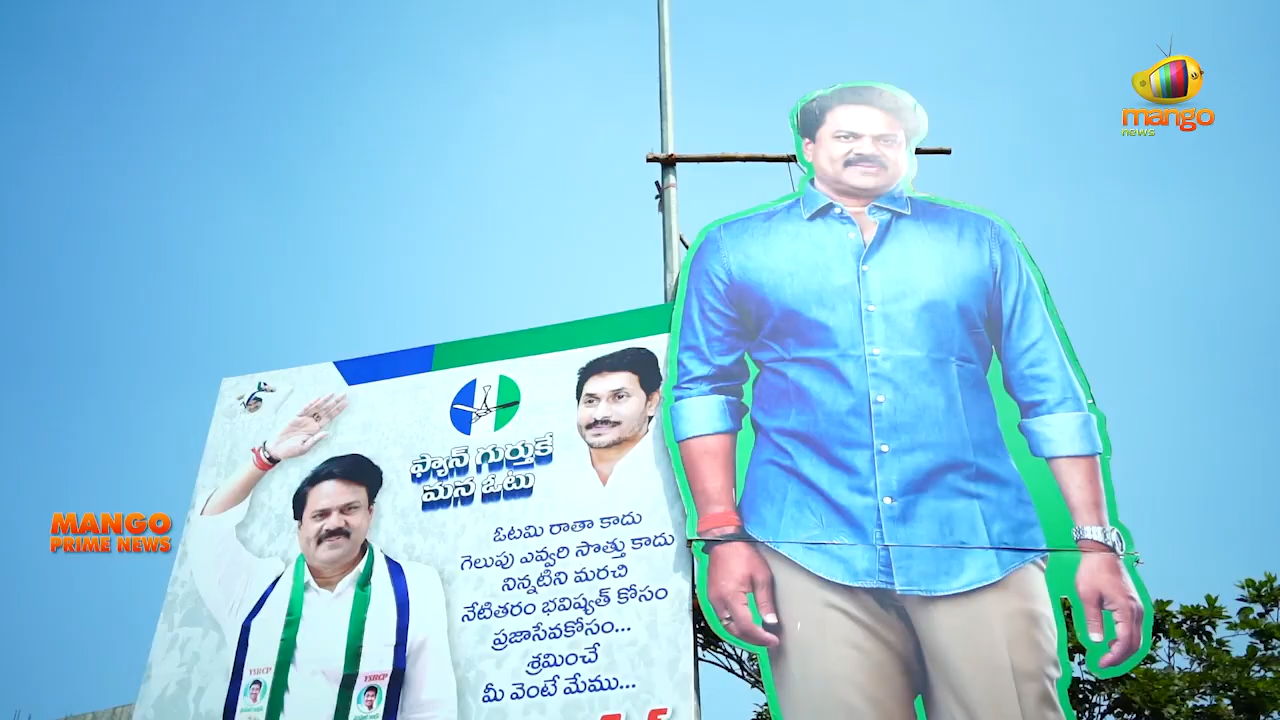 mango
news
ఫ్యాన్ గుర్తుకే
మన ఓటు
ఓటమి రాతా కాదు
గెలుపు ఎవ్వరి సొత్తు కాదు
నిన్నటిని మరచి
నేటితరం భవిష్యత్ కోసం
ప్రజాసేవకోసం...
శ్రమించే
మీ వెంటే మేము...
MANGO
PRIME NEWS
YSRCP
YSRCP